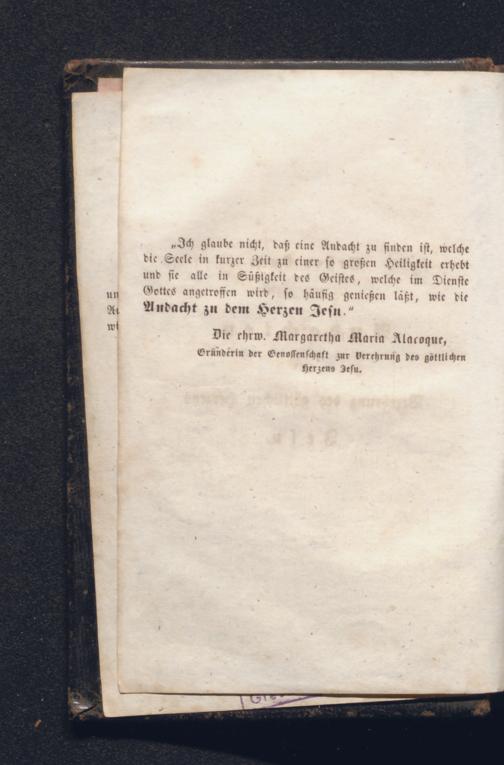 „Ich glaube nicht, daß eine Andacht zu finden ist, welche
die Seele in kurzer Zeit zu einer so großen Heiligkeit erhebt
und sie alle in Süßigkeit des Geistes, welche im Dienste
Gottes angetroffen wird, so häufig genießen läßt, wie die
Andacht zu dem Herzen Jesu.“
Die ehrw. Margaretha Maria Alacoque,
Gründerin der Genossenschaft zur Verehrung des göttlichen
Herzens Jesu.
un